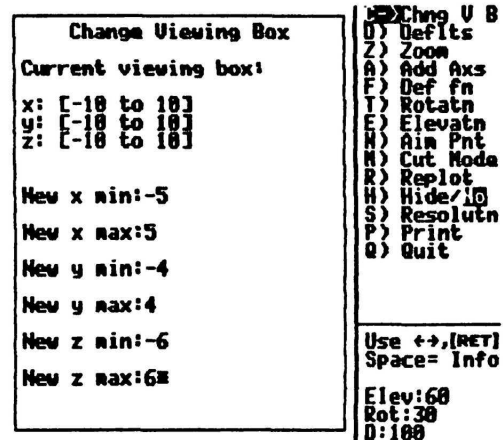 Change Viewing Box
Current viewing box:
x: [-10 to 10]
y: [-10 to 10]
z: [-10 to 10]
New x min:-5
New x max:5
New y min:-4
New y max:4
New z min:-6
New z max:6
Chng V B
D) Deflts
Z) Zoom
A) Add Axs
F) Def fn
T) Rotatn
E) Elevatn
N) Aim Pnt
M) Cut Mode
R) Replot
H) Hide/
S) Resolutn
P) Print
Q) Quit
Use ←→,[RET]
Space= Info
Elev:60
Rot:30
D:100